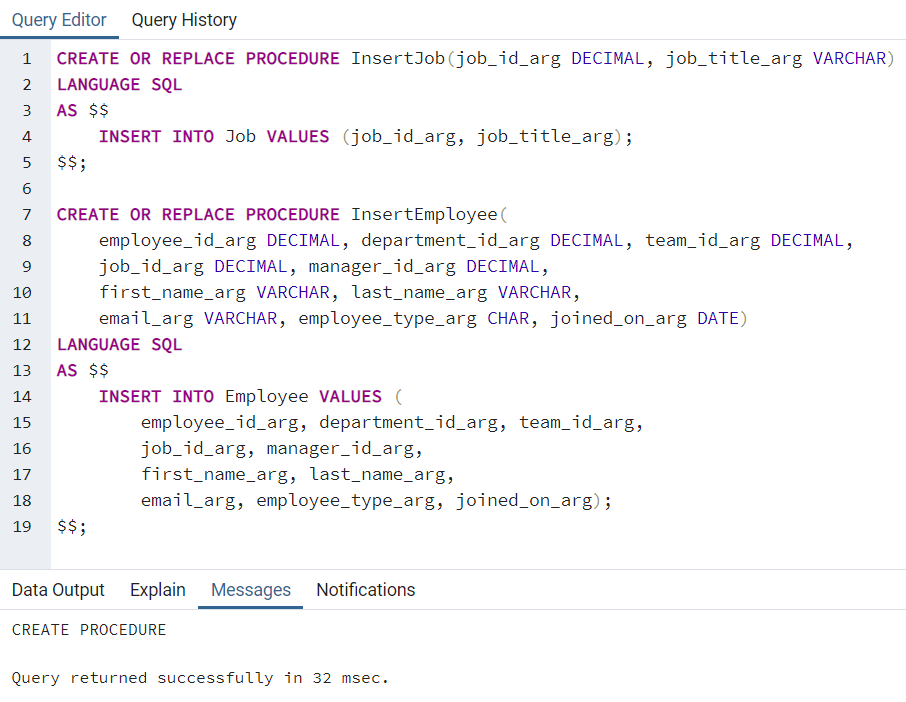 Query Editor Query History
1 CREATE OR REPLACE PROCEDURE InsertJob(job_id_arg DECIMAL, job_title_arg VARCHAR)
2 LANGUAGE SQL
3 AS $$
4     INSERT INTO Job VALUES (job_id_arg, job_title_arg);
5 $$;
6
7 CREATE OR REPLACE PROCEDURE InsertEmployee(
8     employee_id_arg DECIMAL, department_id_arg DECIMAL, team_id_arg DECIMAL,
9     job_id_arg DECIMAL, manager_id_arg DECIMAL,
10     first_name_arg VARCHAR, last_name_arg VARCHAR,
11     email_arg VARCHAR, employee_type_arg CHAR, joined_on_arg DATE)
12 LANGUAGE SQL
13 AS $$
14     INSERT INTO Employee VALUES (
15         employee_id_arg, department_id_arg, team_id_arg,
16         job_id_arg, manager_id_arg,
17         first_name_arg, last_name_arg,
18         email_arg, employee_type_arg, joined_on_arg);
19 $$;
Data Output Explain Messages Notifications
CREATE PROCEDURE
Query returned successfully in 32 msec.